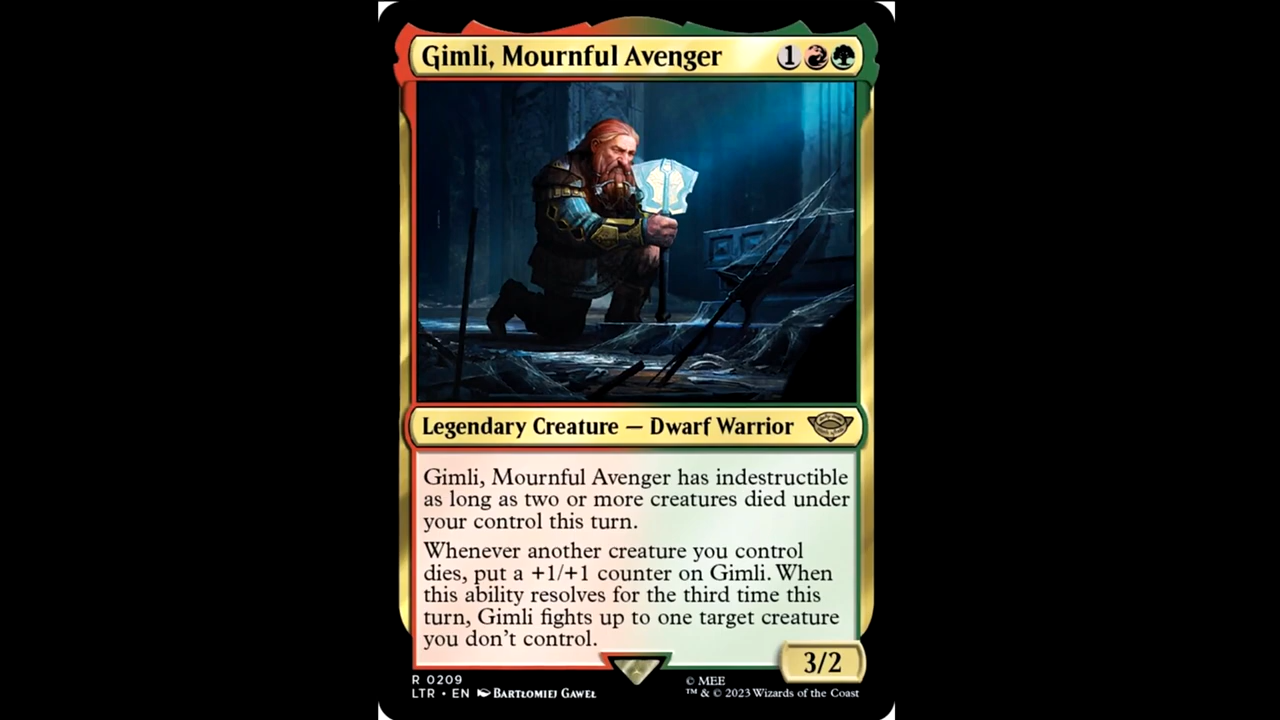 Gimli, Mournful Avenger 1
Legendary Creature — Dwarf Warrior
Gimli, Mournful Avenger has indestructible
as long as two or more creatures died under
your control this turn.
Whenever another creature you control
dies, put a +1/+1 counter on Gimli. When
this ability resolves for the third time this
turn, Gimli fights up to one target creature
you don't control.
3/2
R 0209
LTR • EN Bartłomiej Gaweł
© MEE
™ & © 2023 Wizards of the Coast